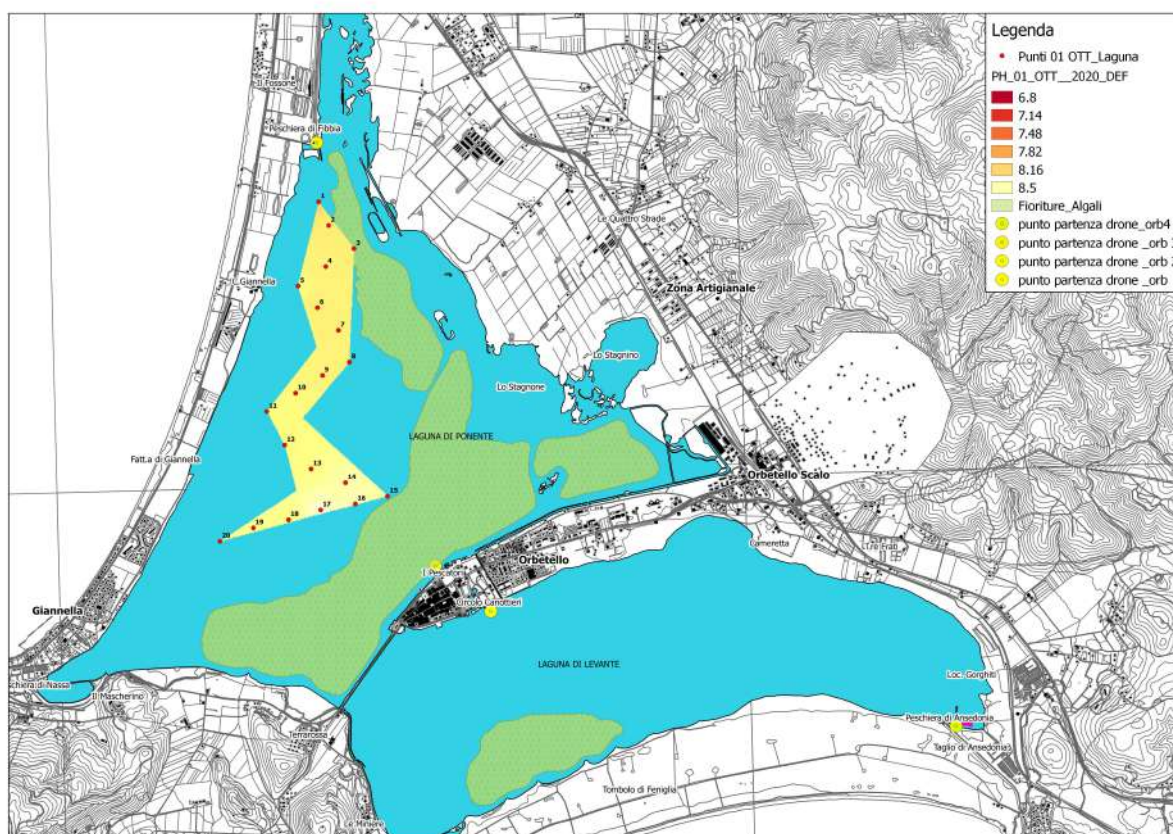 Legenda
Punti 01 OTT_Laguna
PH_01_OTT__2020_DEF
6.8
7.14
7.48
7.82
8.16
8.5
Fioriture_Algali
punto partenza drone_orb4
punto partenza drone _orb
punto partenza drone _orb
punto partenza drone _orb
Il Fossone
Peschiera di Fibbia
1
2
3
4
5
6
7
8
9
10
11
12
13
14
15
16
17
18
19
20
Le Quattro Strade
C.Giannella
Zona Artigianale
Lo Stagnino
Lo Stagnone
LAGUNA DI PONENTE
Fatt.a di Giannella
Orbetello Scalo
Cameretta
I.tre Frati
Orbetello
I Pescatori
Circolo Canottieri
Giannella
LAGUNA DI LEVANTE
Loc. Gorghiti
schiera di Nassa
Il Mascherino
Terrarossa
Peschiera di Ansedonia
Taglio di Ansedonia
Tombolo di Feniglia
Le Miniere